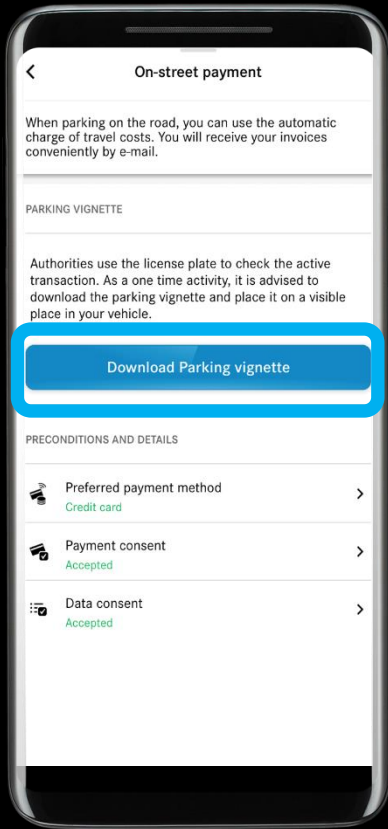 On-street payment
When parking on the road, you can use the automatic
charge of travel costs. You will receive your invoices
conveniently by e-mail.
PARKING VIGNETTE
Authorities use the license plate to check the active
transaction. As a one time activity, it is advised to
download the parking vignette and place it on a visible
place in your vehicle.
Download Parking vignette
PRECONDITIONS AND DETAILS
Preferred payment method
Credit card
Payment consent
Accepted
Data consent
Accepted